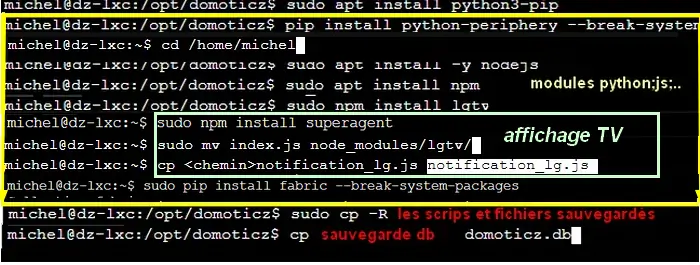 michel@dz-lxc:/opt/domoticz$ sudo apt install python3-pip
michel@dz-lxc:/opt/domoticz$ pip install python-periphery --break-system
michel@dz-lxc:~$ cd /home/michel
michel@dz-lxc:/opt/domoticz$ sudo apt install -y nodejs
michel@dz-lxc:/opt/domoticz$ sudo apt install npm modules python;js;..
michel@dz-lxc:/opt/domoticz$ sudo npm install lgtv
michel@dz-lxc:~$ sudo npm install superagent
michel@dz-lxc:~$ sudo mv index.js node_modules/lgtv/ affichage TV
michel@dz-lxc:~$ cp <chemin>notification_lg.js notification_lg.js
michel@dz-lxc:~$ sudo pip install fabric --break-system-packages
michel@dz-lxc:/opt/domoticz$ sudo cp -R les scrips et fichiers sauvegardés
michel@dz-lxc:/opt/domoticz$ cp sauvegarde db domoticz.db